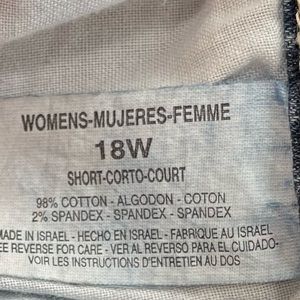 WOMENS-MUJERES-FEMME
18W
SHORT-CORTO-COURT
98% COTTON - ALGODON - COTON
2% SPANDEX - SPANDEX - SPANDEX
MADE IN ISRAEL - HECHO EN ISRAEL - FABRIQUE AU ISRAEL
EE REVERSE FOR CARE - VER AL REVERSO PARA EL CUIDADO-
VOIR LES INSTRUCTIONS D'ENTRETIEN AU DOS